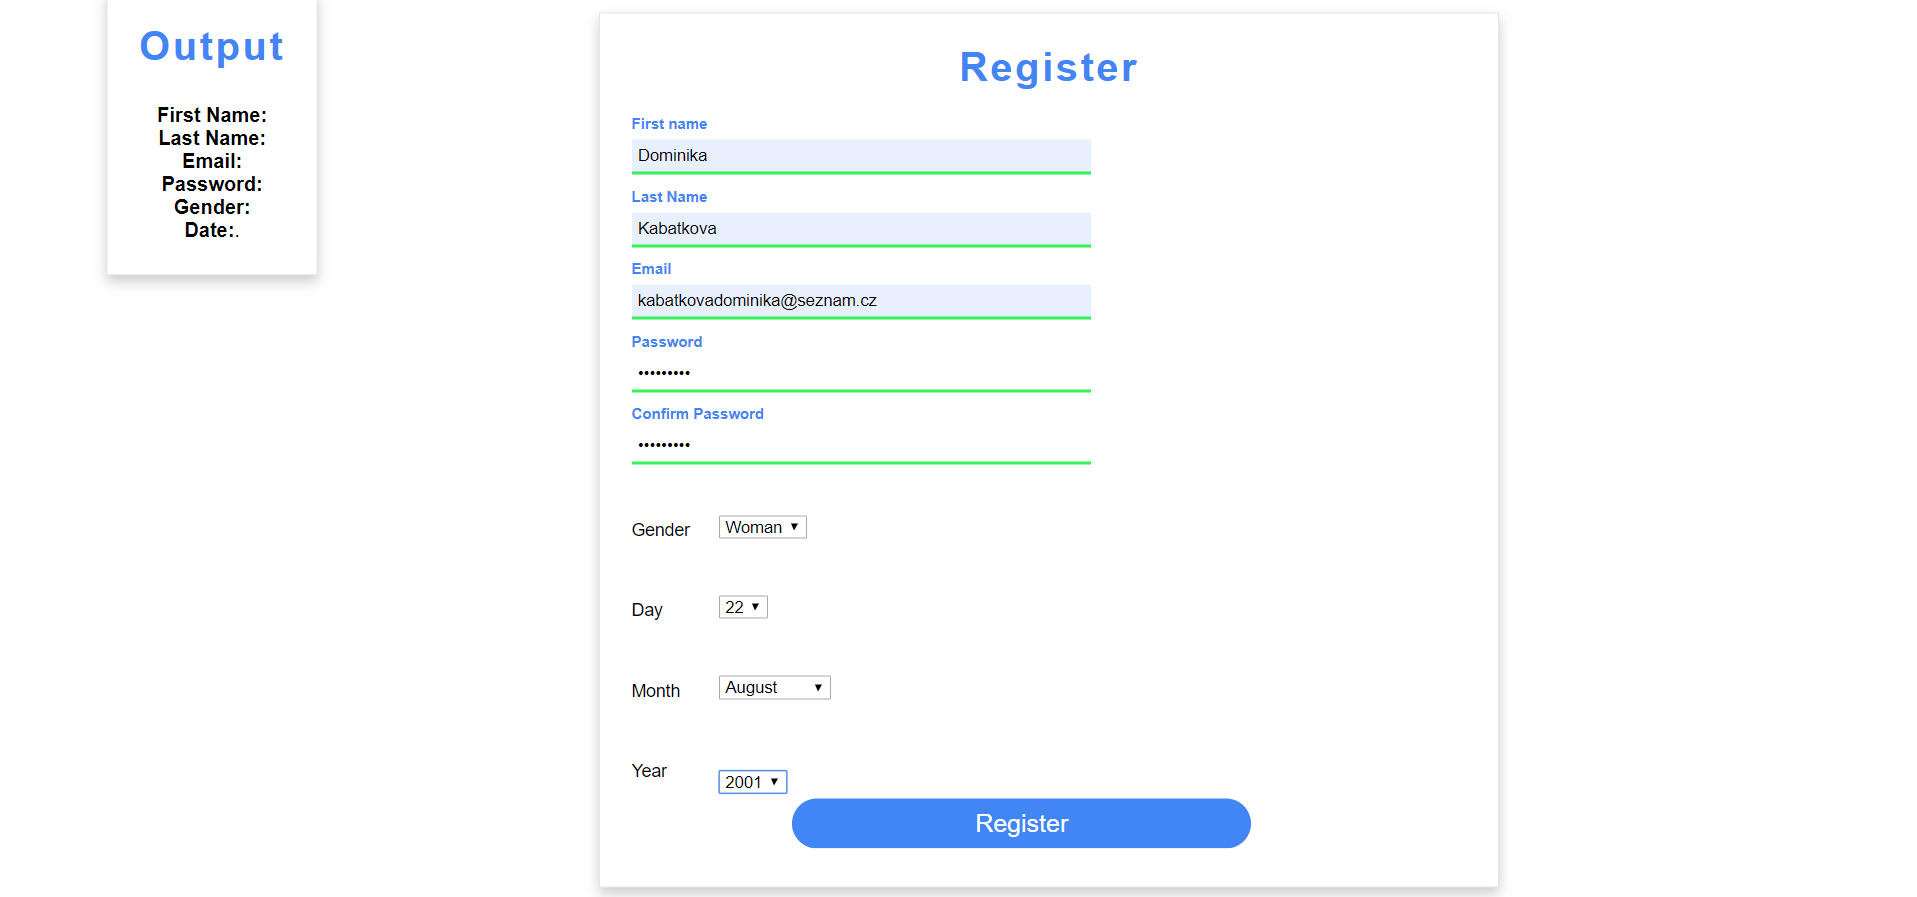 Output
First Name:
Last Name:
Email:
Password:
Gender:
Date:.
Register
First name
Dominika
Last Name
Kabatkova
Email
kabatkovadominika@seznam.cz
Password
•••••••••
Confirm Password
•••••••••
Gender Woman
Day 22
Month August
Year 2001
Register